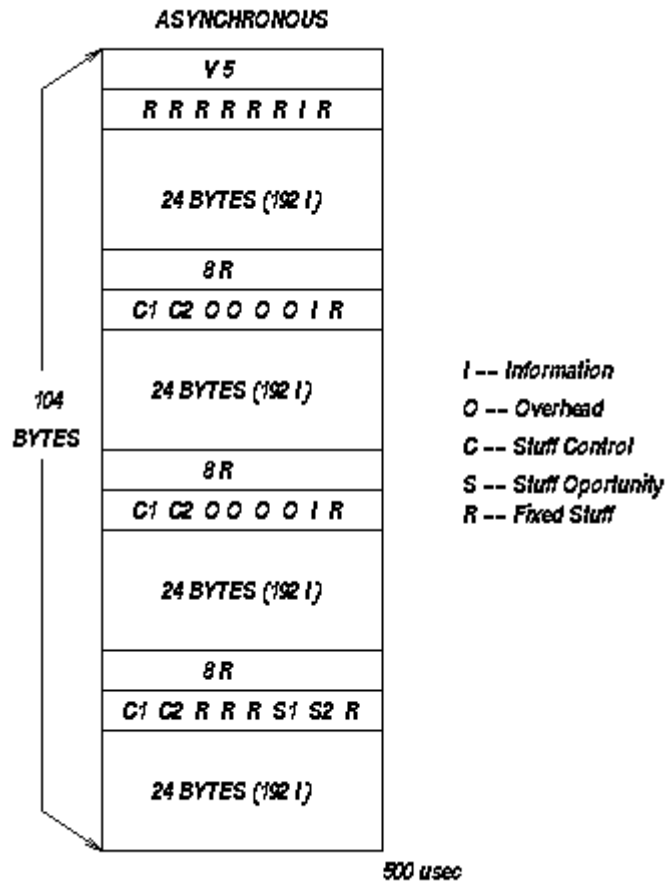 ASYNCHRONOUS
V 5
R R R R R R I R
24 BYTES (192 I)
8 R
C1 C2 O O O O I R
24 BYTES (192 I)
8 R
C1 C2 O O O O I R
24 BYTES (192 I)
8 R
C1 C2 R R R S1 S2 R
24 BYTES (192 I)
104
BYTES
500 usec
I -- Information
O -- Overhead
C -- Stuff Control
S -- Stuff Oportunity
R -- Fixed Stuff